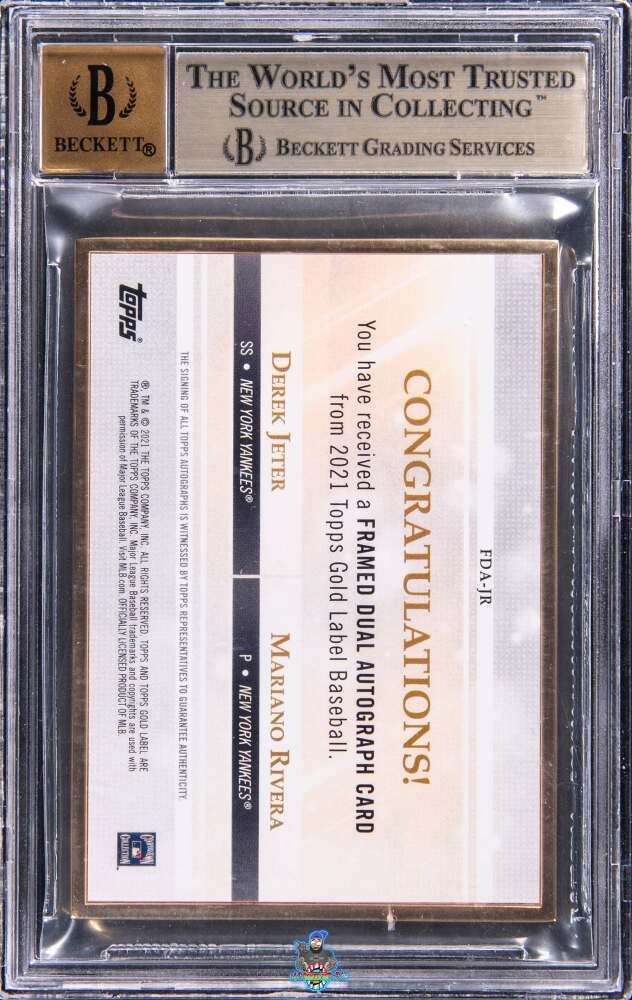 B
BECKETT®
THE WORLD'S MOST TRUSTED
SOURCE IN COLLECTING™
B BECKETT GRADING SERVICES
FDA-JR
CONGRATULATIONS!
You have received a FRAMED DUAL AUTOGRAPH CARD
from 2021 Topps Gold Label Baseball.
DEREK JETER
SS • NEW YORK YANKEES®
MARIANO RIVERA
P • NEW YORK YANKEES®
THE SIGNING OF ALL TOPPS AUTOGRAPHS IS WITNESSED BY TOPPS REPRESENTATIVES TO GUARANTEE AUTHENTICITY.
topps®
®, TM & © 2021 THE TOPPS COMPANY, INC. ALL RIGHTS RESERVED. TOPPS AND TOPPS GOLD LABEL ARE
TRADEMARKS OF THE TOPPS COMPANY, INC. Major League Baseball trademarks and copyrights are used with
permission of Major League Baseball. Visit MLB.com. OFFICIALLY LICENSED PRODUCT OF MLB.
COOPERSTOWN
COLLECTION